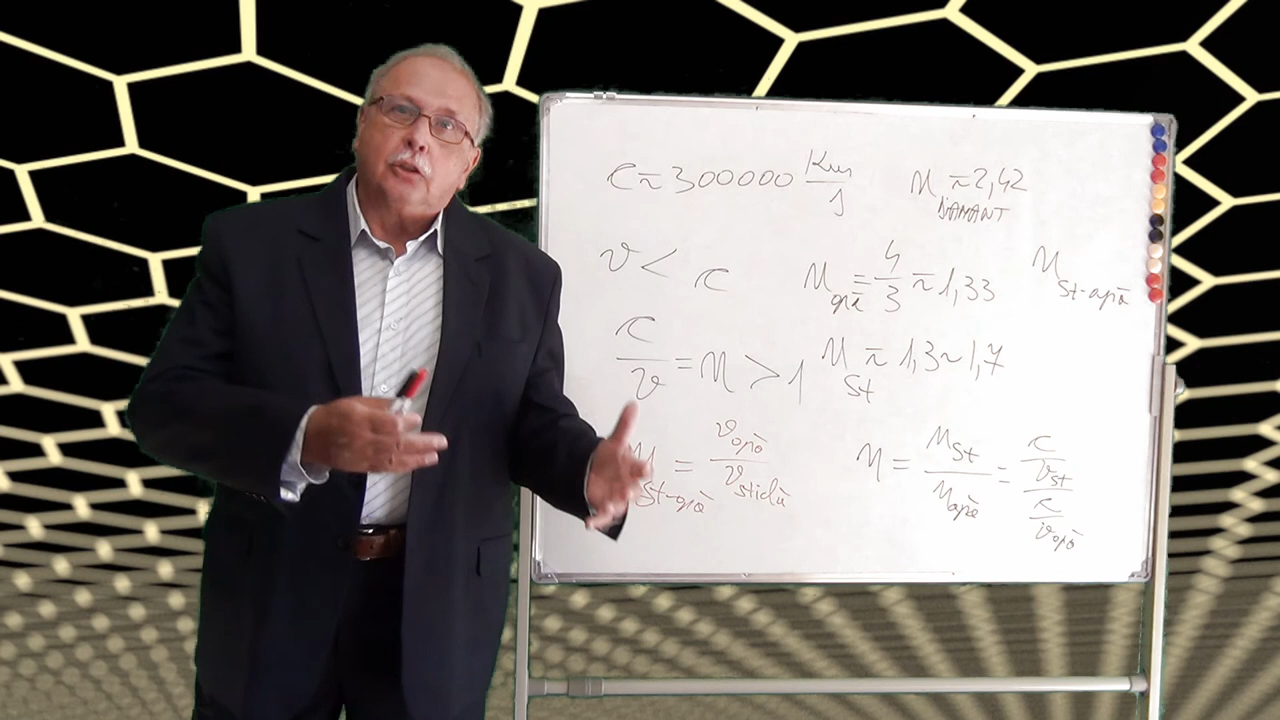 c ≈ 300000 Km/s
n DIAMANT ≈ 2,42
v < c
n apă = 4/3 ≈ 1,33
n st-apă
c/v = n > 1
n st ≈ 1,3 ~ 1,7
n st-apă = v apă / v sticlă
n = n st / n apă = (c / v st) / (c / v apă)